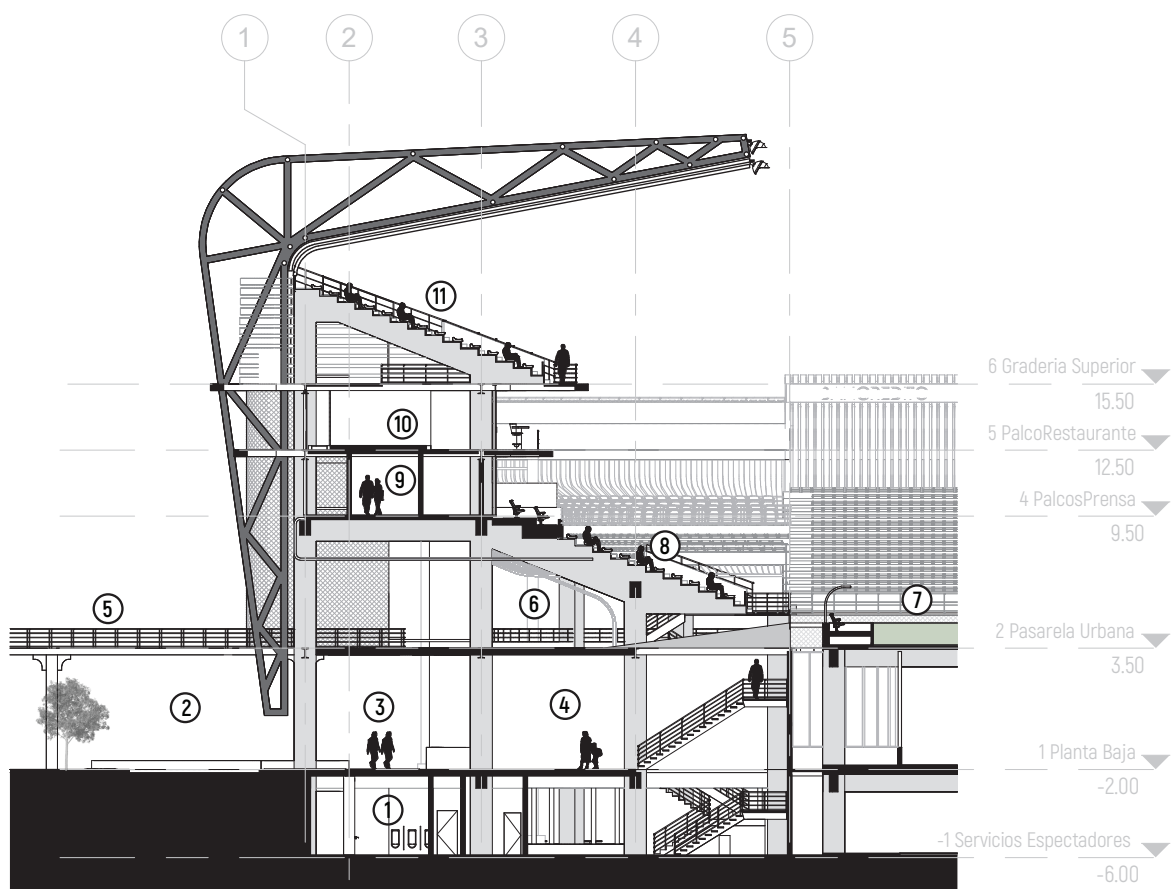 1 2 3 4 5
11
6 Graderia Superior
15.50
10
5 PalcoRestaurante
12.50
9
4 PalcosPrensa
9.50
8
5
6
7
2 Pasarela Urbana
3.50
2
3
4
1 Planta Baja
-2.00
1
-1 Servicios Espectadores
-6.00